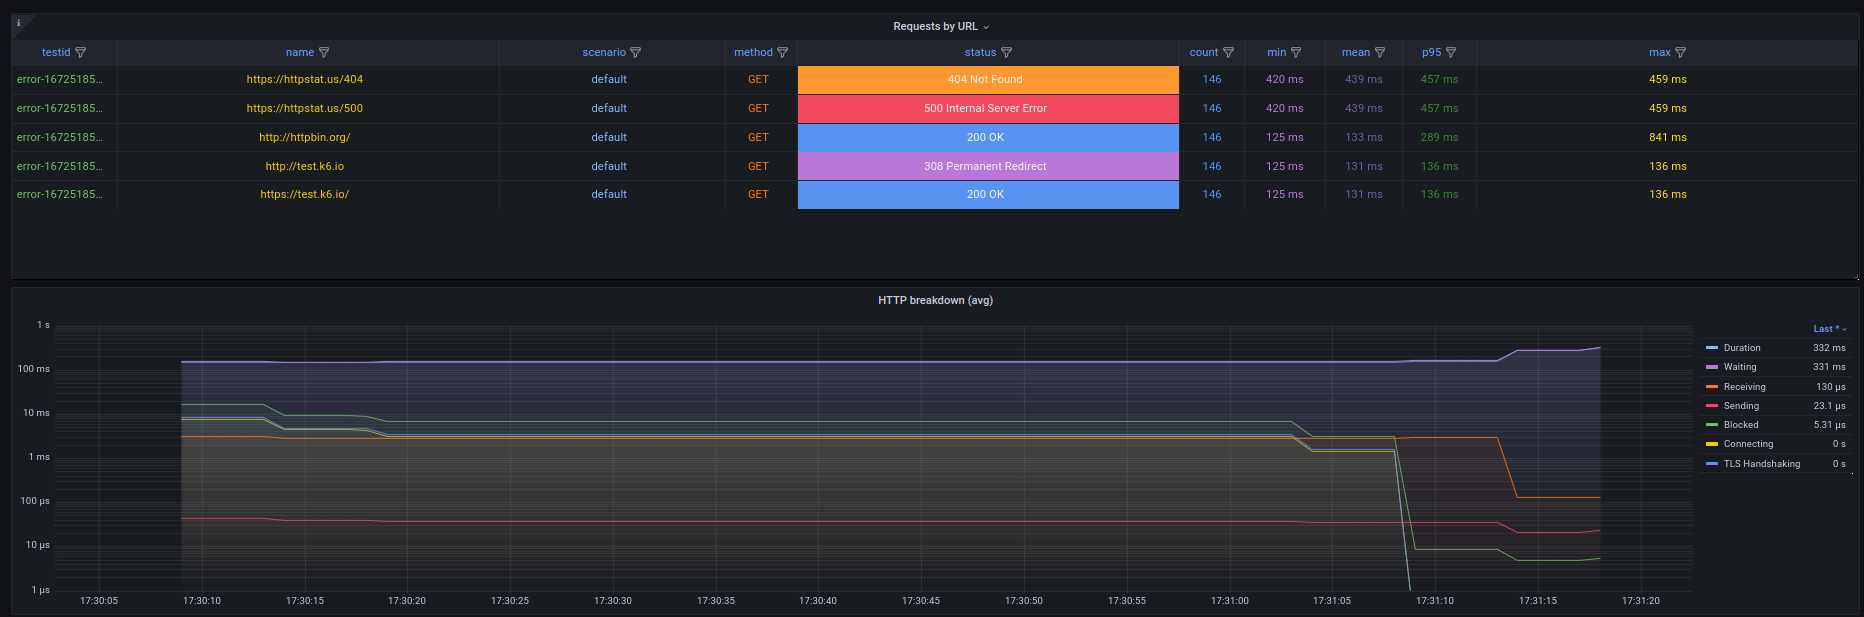 i
Requests by URL
testid name scenario method status count min mean p95 max
error-16725185... https://httpstat.us/404 default GET 404 Not Found 146 420 ms 439 ms 457 ms 459 ms
error-16725185... https://httpstat.us/500 default GET 500 Internal Server Error 146 420 ms 439 ms 457 ms 459 ms
error-16725185... http://httpbin.org/ default GET 200 OK 146 125 ms 133 ms 289 ms 841 ms
error-16725185... http://test.k6.io default GET 308 Permanent Redirect 146 125 ms 131 ms 136 ms 136 ms
error-16725185... https://test.k6.io/ default GET 200 OK 146 125 ms 131 ms 136 ms 136 ms
HTTP breakdown (avg)
1 s
100 ms
10 ms
1 ms
100 µs
10 µs
1 µs
17:30:05 17:30:10 17:30:15 17:30:20 17:30:25 17:30:30 17:30:35 17:30:40 17:30:45 17:30:50 17:30:55 17:31:00 17:31:05 17:31:10 17:31:15 17:31:20
Last *
Duration 332 ms
Waiting 331 ms
Receiving 130 µs
Sending 23.1 µs
Blocked 5.31 µs
Connecting 0 s
TLS Handshaking 0 s